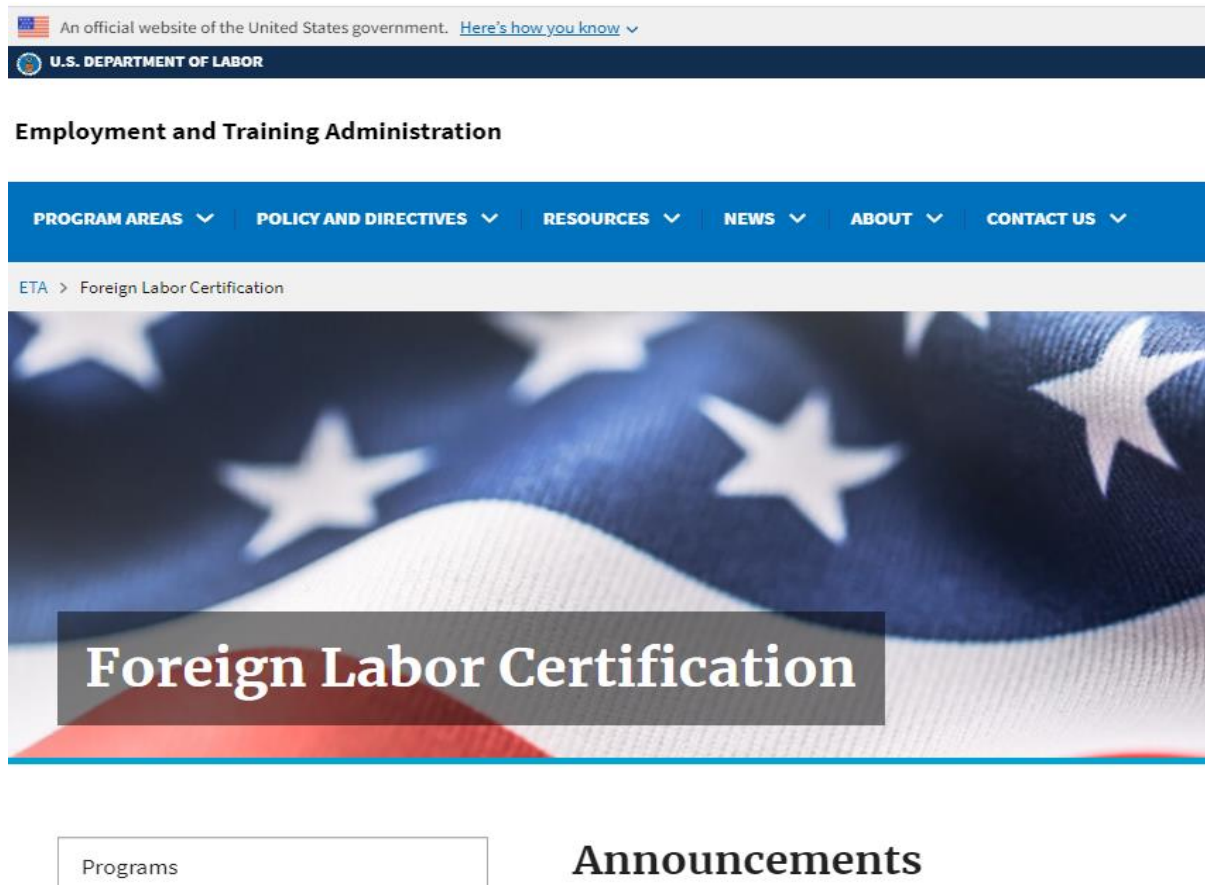 An official website of the United States government. Here's how you know
U.S. DEPARTMENT OF LABOR
Employment and Training Administration
PROGRAM AREAS POLICY AND DIRECTIVES RESOURCES NEWS ABOUT CONTACT US
ETA > Foreign Labor Certification
Foreign Labor Certification
Programs
Announcements